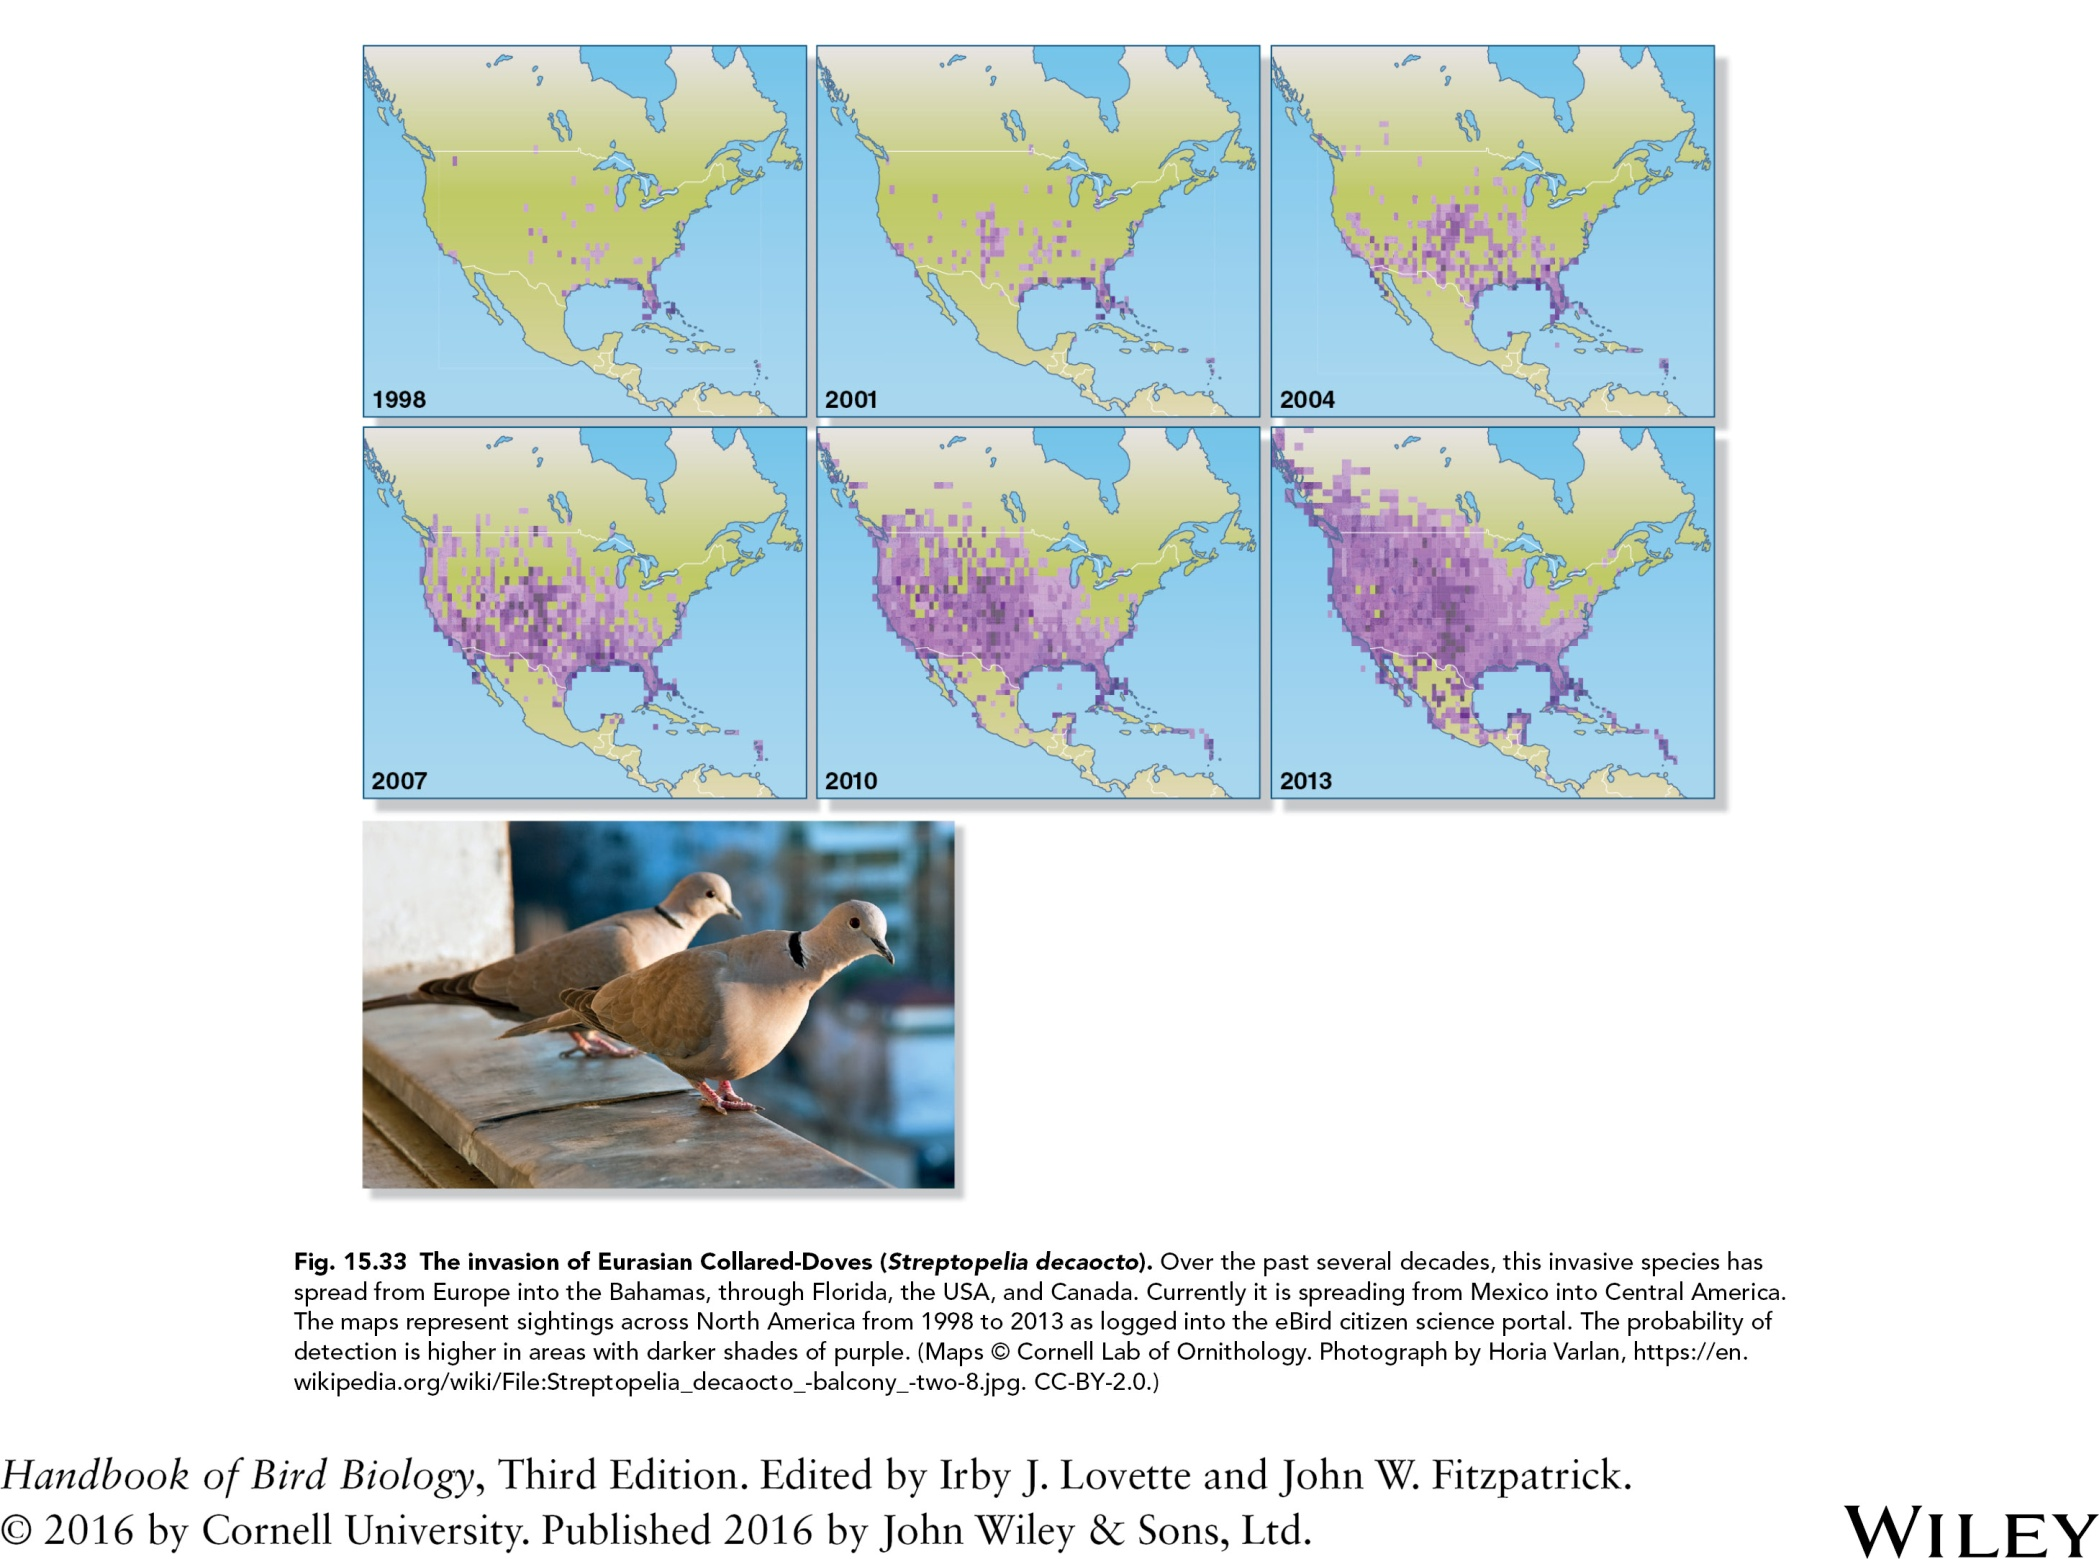 1998
2001
2004
2007
2010
2013
Fig. 15.33 The invasion of Eurasian Collared-Doves (Streptopelia decaocto). Over the past several decades, this invasive species has
spread from Europe into the Bahamas, through Florida, the USA, and Canada. Currently it is spreading from Mexico into Central America.
The maps represent sightings across North America from 1998 to 2013 as logged into the eBird citizen science portal. The probability of
detection is higher in areas with darker shades of purple. (Maps © Cornell Lab of Ornithology. Photograph by Horia Varlan, https://en.
wikipedia.org/wiki/File:Streptopelia_decaocto_-balcony_-two-8.jpg. CC-BY-2.0.)
Handbook of Bird Biology, Third Edition. Edited by Irby J. Lovette and John W. Fitzpatrick.
© 2016 by Cornell University. Published 2016 by John Wiley & Sons, Ltd.
WILEY